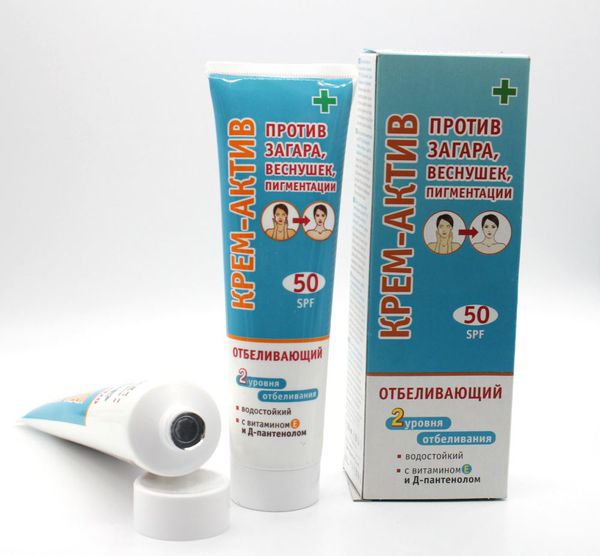 КРЕМ-АКТИВ
ПРОТИВ
ЗАГАРА,
ВЕСНУШЕК,
ПИГМЕНТАЦИИ
50
SPF
ОТБЕЛИВАЮЩИЙ
2 уровня
отбеливания
водостойкий
с витамином E
и Д-пантенолом
КРЕМ-АКТИВ
ПРОТИВ
ЗАГАРА,
ВЕСНУШЕК,
ПИГМЕНТАЦИИ
50
SPF
ОТБЕЛИВАЮЩИЙ
2 уровня
отбеливания
водостойкий
с витамином E
и Д-пантенолом